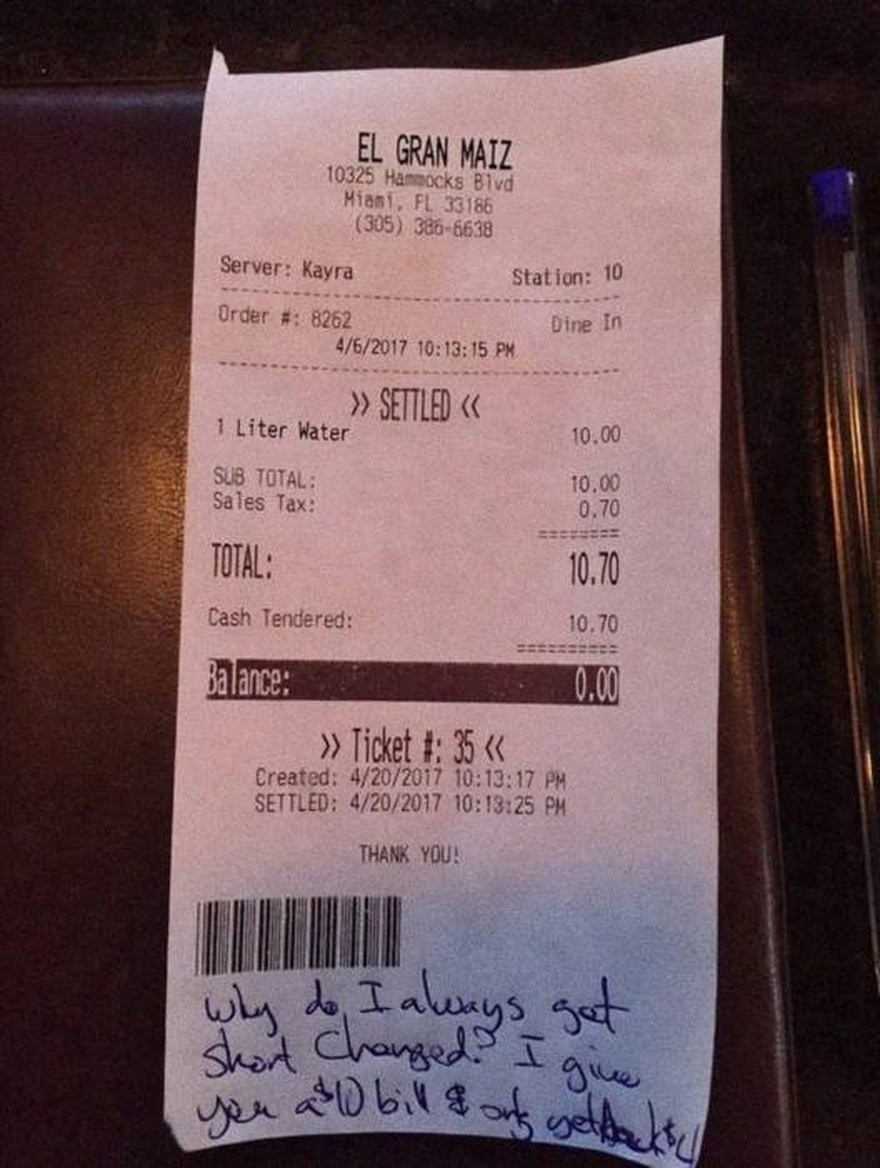 EL GRAN MAIZ
10325 Hammocks Blvd
Miami, FL 33186
(305) 386-6638
Server: Kayra Station: 10
Order #: 8262 Dine In
4/6/2017 10:13:15 PM
>> SETTLED <<
1 Liter Water 10.00
SUB TOTAL: 10.00
Sales Tax: 0.70
========
TOTAL: 10.70
Cash Tendered: 10.70
==========
Balance: 0.00
>> Ticket #: 35 <<
Created: 4/20/2017 10:13:17 PM
SETTLED: 4/20/2017 10:13:25 PM
THANK YOU!
Why do I always get
short changed? I give
you a $10 bill & only get back $4